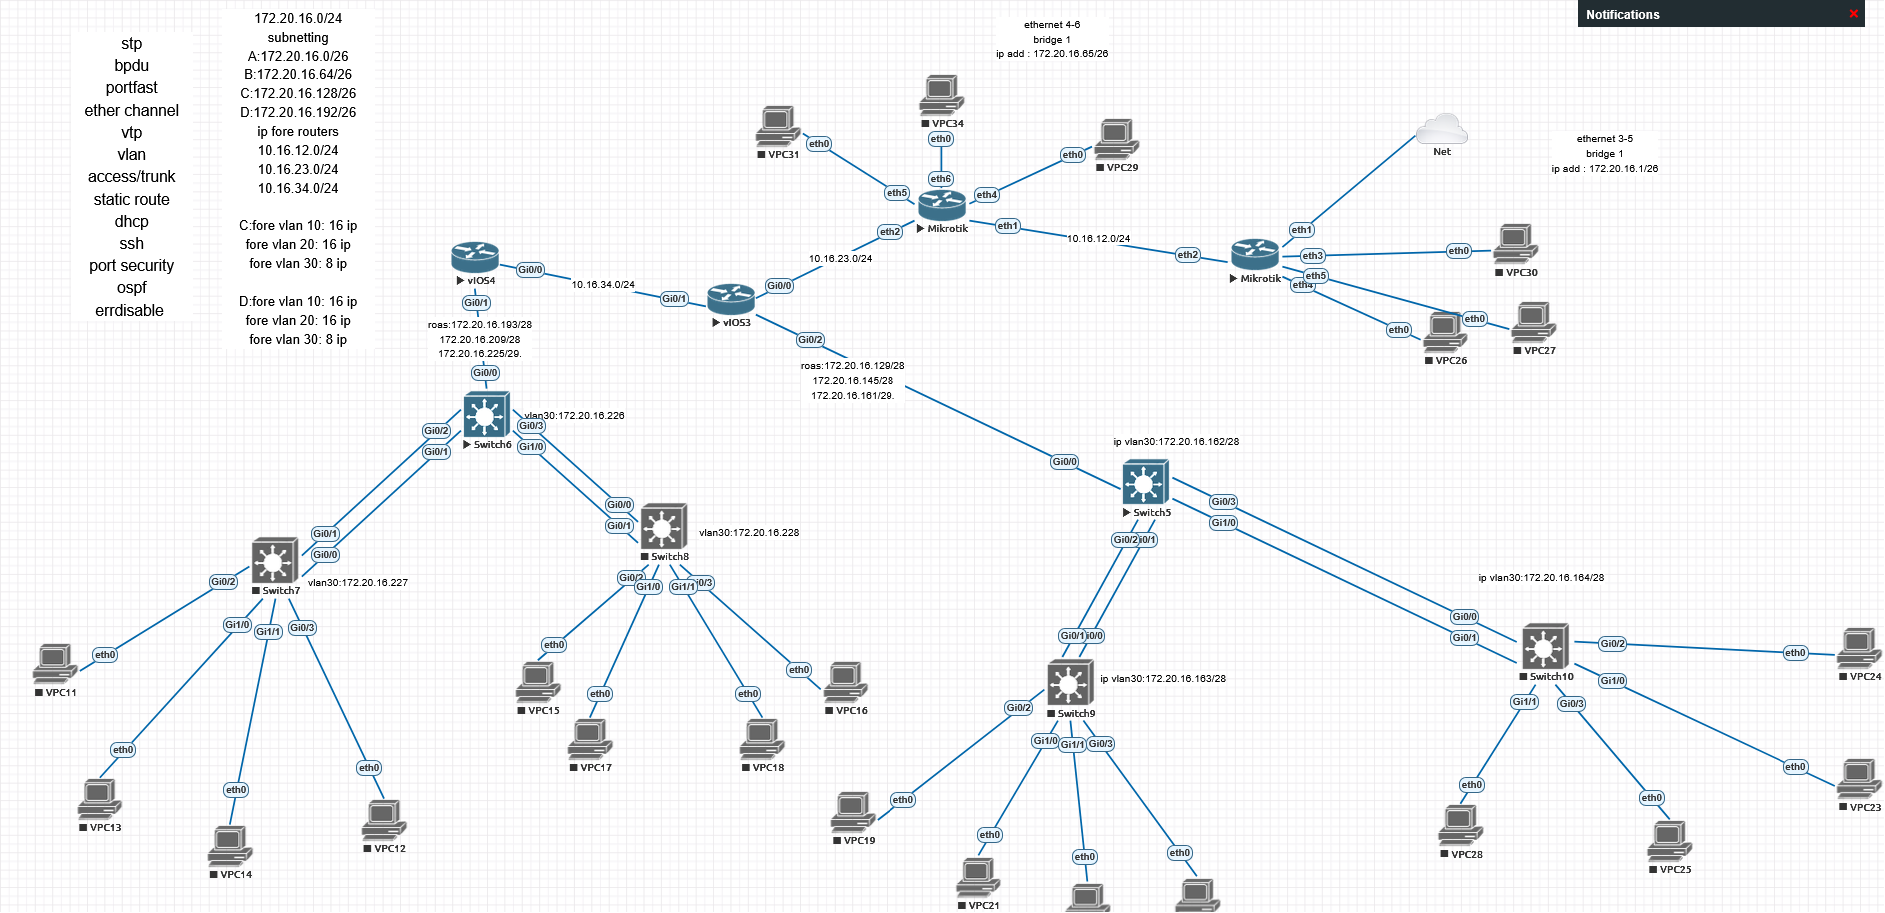 Notifications
172.20.16.0/24
subnetting
A:172.20.16.0/26
B:172.20.16.64/26
C:172.20.16.128/26
D:172.20.16.192/26
ip fore routers
10.16.12.0/24
10.16.23.0/24
10.16.34.0/24
C:fore vlan 10: 16 ip
fore vlan 20: 16 ip
fore vlan 30: 8 ip
D:fore vlan 10: 16 ip
fore vlan 20: 16 ip
fore vlan 30: 8 ip
stp
bpdu
portfast
ether channel
vtp
vlan
access/trunk
static route
dhcp
ssh
port security
ospf
errdisable
ethernet 4-6
bridge 1
ip add : 172.20.16.65/26
VPC34
eth0
eth6
VPC31
eth0
eth5
VPC29
eth0
eth4
Mikrotik
eth2
eth1
10.16.12.0/24
10.16.23.0/24
Net
ethernet 3-5
bridge 1
ip add : 172.20.16.1/26
eth1
eth2
eth3
eth5
eth4
Mikrotik
eth0
VPC30
eth0
VPC27
eth0
VPC26
vIOS4
Gi0/0
Gi0/1
10.16.34.0/24
Gi0/1
Gi0/0
vIOS3
Gi0/2
roas:172.20.16.193/28
172.20.16.209/28
172.20.16.225/29.
Gi0/0
roas:172.20.16.129/28
172.20.16.145/28
172.20.16.161/29.
vlan30:172.20.16.226
Gi0/2
Gi0/1
Gi0/3
Gi1/0
Switch6
Gi0/0
Gi0/1
Switch8
vlan30:172.20.16.228
Gi0/1
Gi0/0
Switch7
vlan30:172.20.16.227
Gi0/2
Gi1/0
Gi1/1
Gi0/3
Gi0/2
Gi1/0
Gi1/1
i0/3
eth0
VPC11
eth0
VPC13
eth0
VPC14
eth0
VPC12
eth0
VPC15
eth0
VPC17
eth0
VPC18
eth0
VPC16
ip vlan30:172.20.16.162/28
Gi0/0
Switch5
Gi0/3
Gi1/0
Gi0/2
i0/1
Gi0/1
i0/0
ip vlan30:172.20.16.163/28
Switch9
Gi0/2
Gi1/0
Gi1/1
Gi0/3
eth0
VPC19
eth0
VPC21
eth0
eth0
ip vlan30:172.20.16.164/28
Gi0/0
Gi0/1
Switch10
Gi0/2
Gi1/0
Gi1/1
Gi0/3
eth0
VPC24
eth0
VPC23
eth0
VPC28
eth0
VPC25